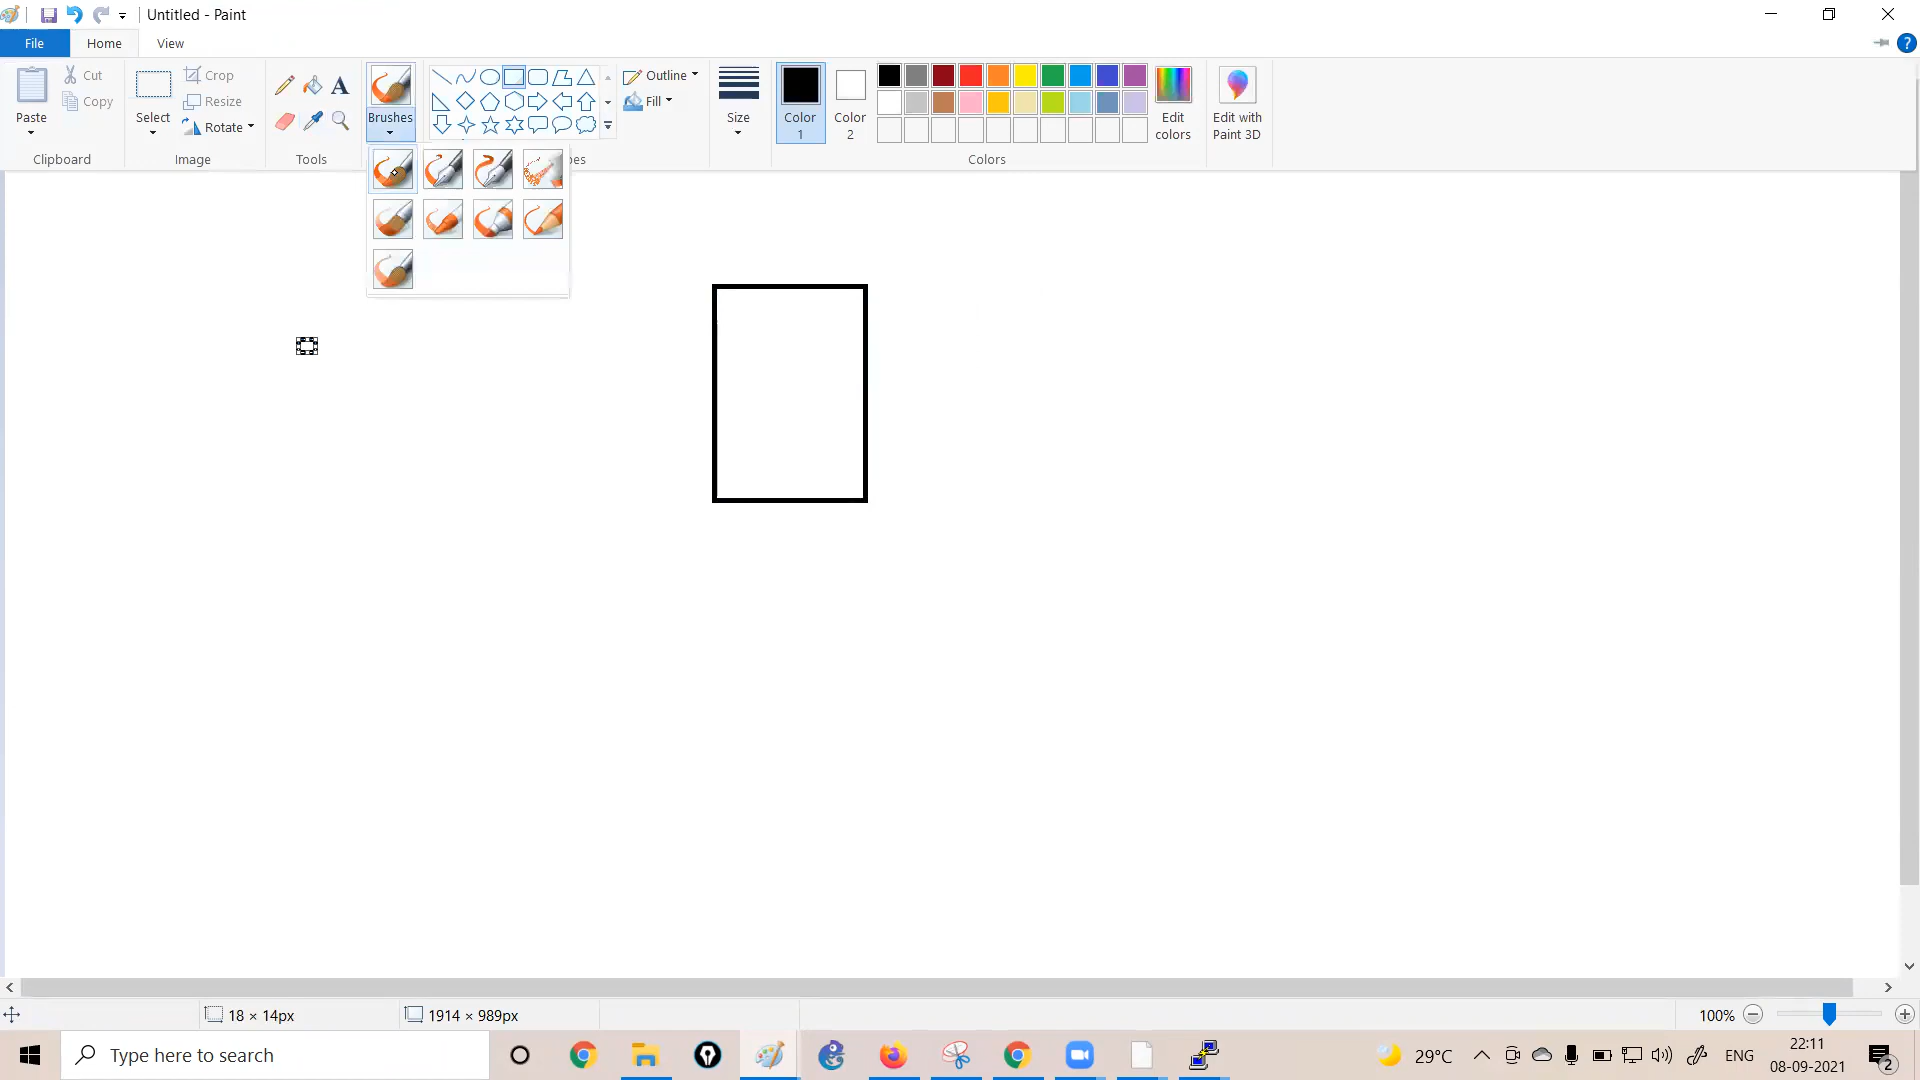 Untitled - Paint
File Home View
Paste
Cut
Copy
Clipboard
Select
Crop
Resize
Rotate
Image
A
Tools
Brushes
Outline
Fill
Size
Color 1
Color 2
Edit colors
Colors
Edit with Paint 3D
pes
18 × 14px
1914 × 989px
100%
Type here to search
29°C
ENG
22:11
08-09-2021
2